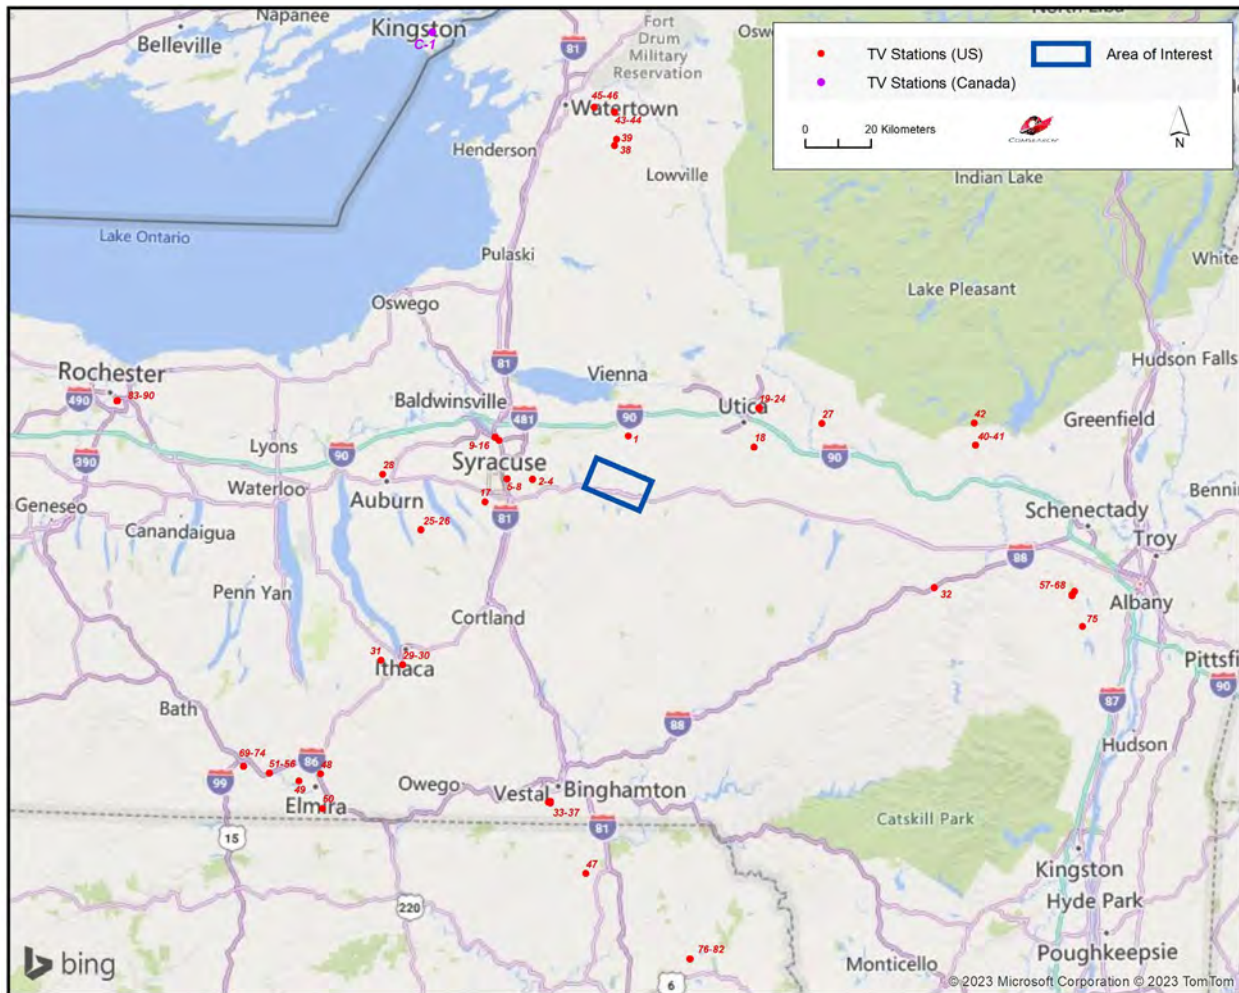 Napanee
Kingston
C-1
Belleville
81
Fort
Drum
Military
Reservation
North Elba
TV Stations (US)
Area of Interest
TV Stations (Canada)
0
20 Kilometers
COMSEARCH
N
45-46
Watertown
43-44
39
38
Henderson
Lowville
Indian Lake
Lake Ontario
Pulaski
White
Lake Pleasant
Oswego
81
Hudson Falls
Rochester
490
83-90
Vienna
Baldwinsville
481
90
Utica
19-24
27
42
Greenfield
Lyons
9-16
1
18
40-41
390
90
Syracuse
90
28
Waterloo
Auburn
5-8
2-4
17
Geneseo
81
Schenectady
Canandaigua
25-26
Troy
88
Penn Yan
57-68
32
Albany
Cortland
75
31
29-30
Ithaca
90
87
Bath
88
Hudson
69-74
51-56
86
48
99
49
Owego
Vestal
Binghamton
50
Elmira
33-37
Catskill Park
15
81
47
Kingston
220
Hyde Park
76-82
Poughkeepsie
Monticello
bing
6
© 2023 Microsoft Corporation © 2023 TomTom